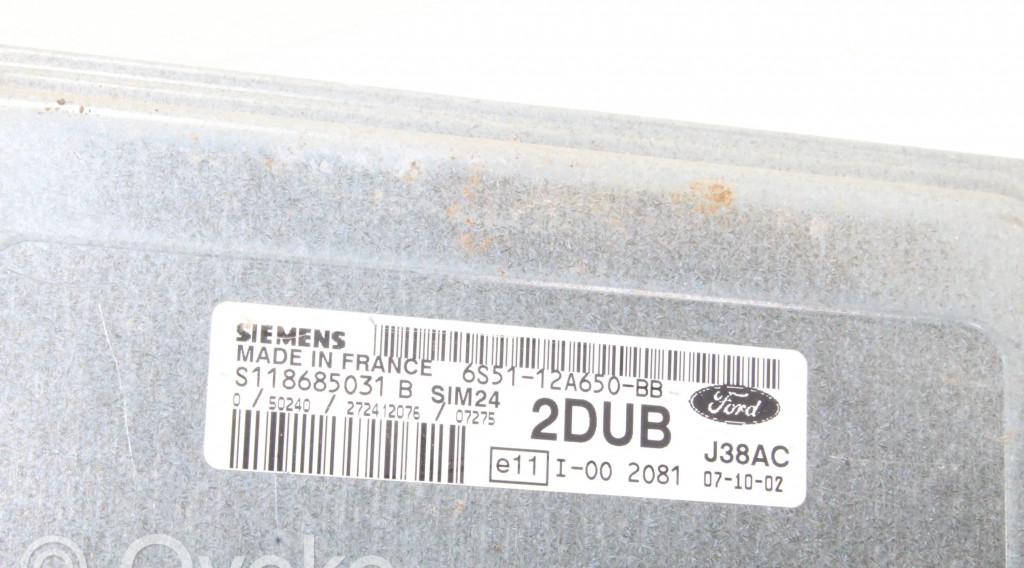 SIEMENS
MADE IN FRANCE 6S51-12A650-BB
S118685031 B SIM24
0 / 50240 / 272412076 / 07275
2DUB
Ford
J38AC
e11 I-00 2081 07-10-02
Ovoko